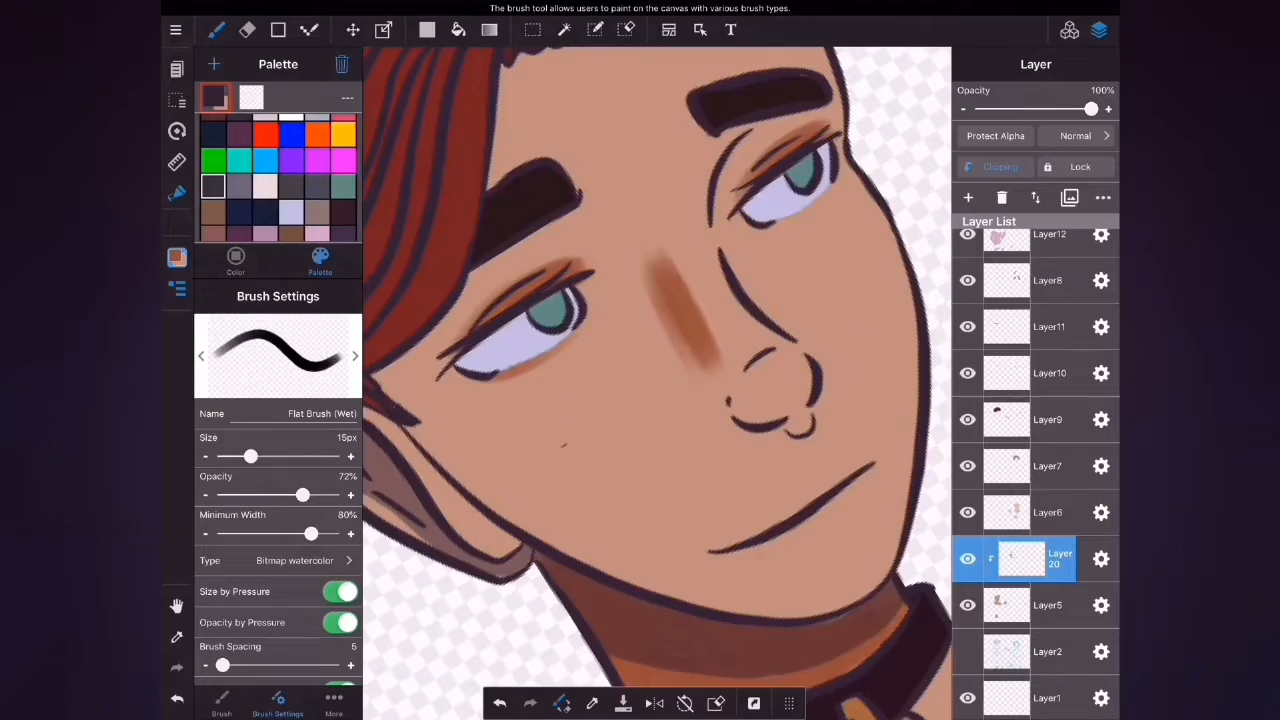 The brush tool allows users to paint on the canvas with various brush types.
T
Palette
Layer
Opacity 100%
- +
Protect Alpha Normal
Clipping Lock
Layer List
Layer12
Layer8
Layer11
Layer10
Layer9
Layer7
Layer6
Layer
20
Layer5
Layer2
Layer1
Color Palette
Brush Settings
Name Flat Brush (Wet)
Size 15px
- +
Opacity 72%
- +
Minimum Width 80%
- +
Type Bitmap watercolor
Size by Pressure
Opacity by Pressure
Brush Spacing 5
- +
Brush Brush Settings More